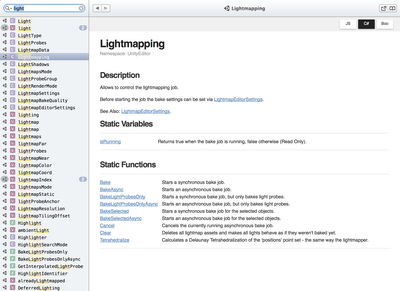 light
Lightmapping
JS
C#
Boo
Light
light
LightType
LightProbes
LightmapData
Lightmapping
LightShadows
LightmapsMode
LightProbeGroup
LightRenderMode
LightmapSettings
LightmapBakeQuality
LightmapEditorSettings
lighting
lightmap
lightmaps
lightmapFar
lightProbes
lightmapNear
lightmapColor
lightmapCoord
lightmapIndex
lightmapsMode
lightmapStatic
lightProbeAnchor
lightmapResolution
lightmapTilingOffset
Highlight
ambientLight
Highlighter
HighlightSearchMode
BakeLightProbesOnly
BakeLightProbesOnlyAsync
GetInterpolatedLightProbe
HighlightIdentifier
alreadyLightmapped
DeferredLighting
Lightmapping
Namespace: UnityEditor
Description
Allows to control the lightmapping job.
Before starting the job the bake settings can be set via LightmapEditorSettings.
See Also: LightmapEditorSettings.
Static Variables
isRunning Returns true when the bake job is running, false otherwise (Read Only).
Static Functions
Bake Stars a synchronous bake job.
BakeAsync Starts an asynchronous bake job.
BakeLightProbesOnly Starts a synchronous bake job, but only bakes light probes.
BakeLightProbesOnlyAsync Starts an asynchronous bake job, but only bakes light probes.
BakeSelected Stars a synchronous bake job for the selected objects.
BakeSelectedAsync Starts an asynchronous bake job for the selected objects.
Cancel Cancels the currently running asynchronous bake job.
Clear Deletes all lightmap assets and makes all lights behave as if they weren't baked yet.
Tetrahedralize Calculates a Delaunay Tetrahedralization of the 'positions' point set - the same way the lightmapper.